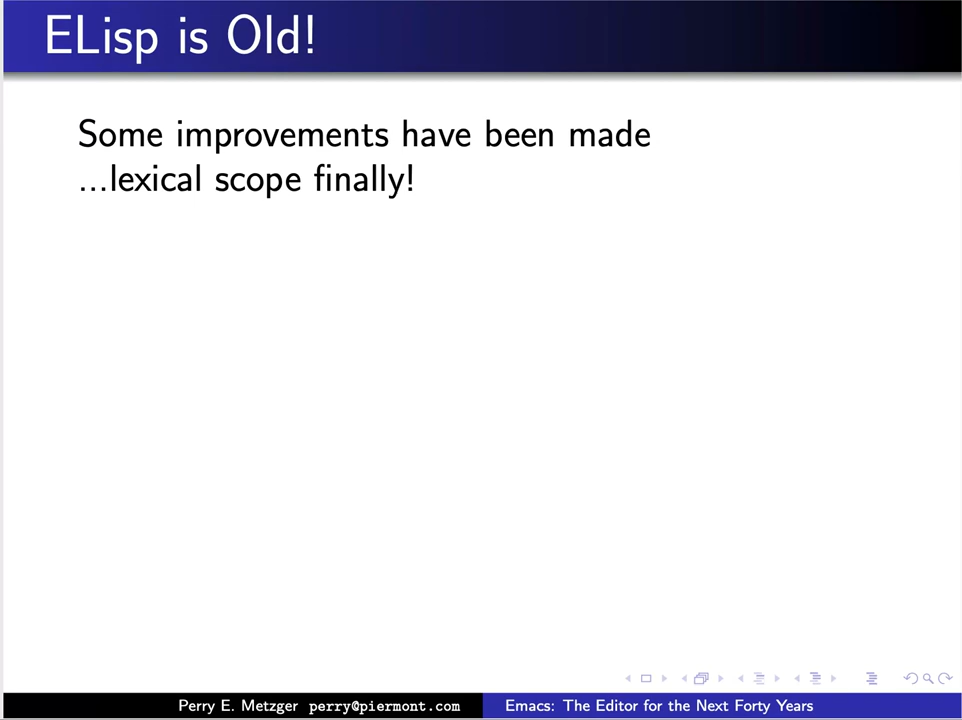 ELisp is Old!
Some improvements have been made
...lexical scope finally!
Perry E. Metzger perry@piermont.com
Emacs: The Editor for the Next Forty Years